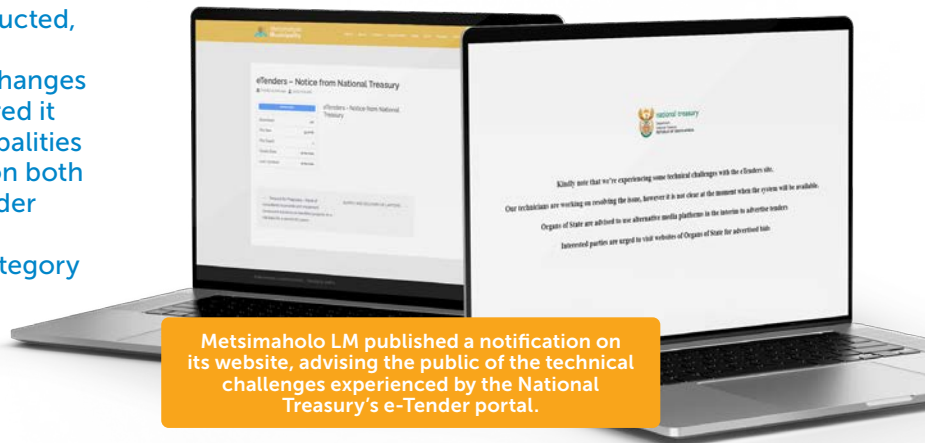 ucted,
hanges
ed it
palities
on both
der
tegory
Municipality
eTenders – Notice from National Treasury
eTenders – Notice from National
Treasury
national treasury
REPUBLIC OF SOUTH AFRICA
Kindly note that we're experiencing some technical challenges with the eTenders site.
Our technicians are working on resolving the issue, however it is not clear at the moment when the system will be available.
Organs of State are advised to use alternative media platforms in the interim to advertise tenders
Interested parties are urged to visit websites of Organs of State for advertised bids
Metsimaholo LM published a notification on
its website, advising the public of the technical
challenges experienced by the National
Treasury's e-Tender portal.